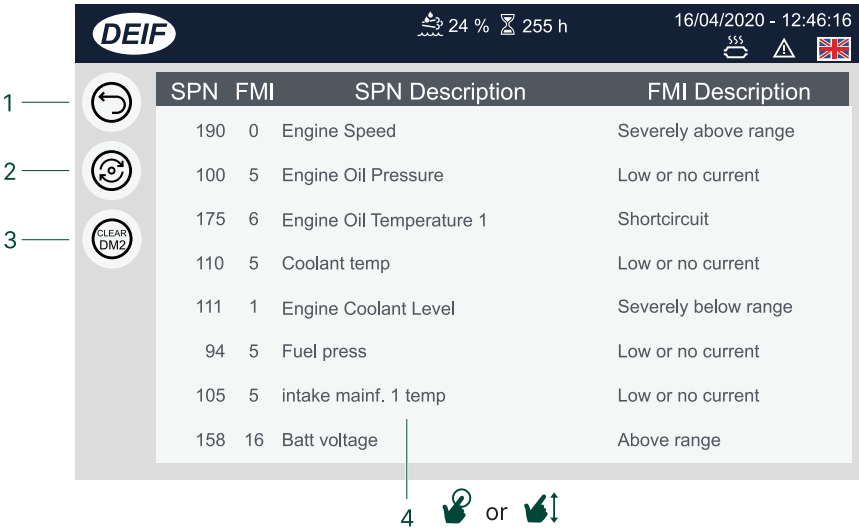 DEIF
24 % 255 h
16/04/2020 - 12:46:16
SPN FMI SPN Description FMI Description
1
190 0 Engine Speed Severely above range
2
100 5 Engine Oil Pressure Low or no current
175 6 Engine Oil Temperature 1 Shortcircuit
3
CLEAR
DM2
110 5 Coolant temp Low or no current
111 1 Engine Coolant Level Severely below range
94 5 Fuel press Low or no current
105 5 intake mainf. 1 temp Low or no current
158 16 Batt voltage Above range
4 or